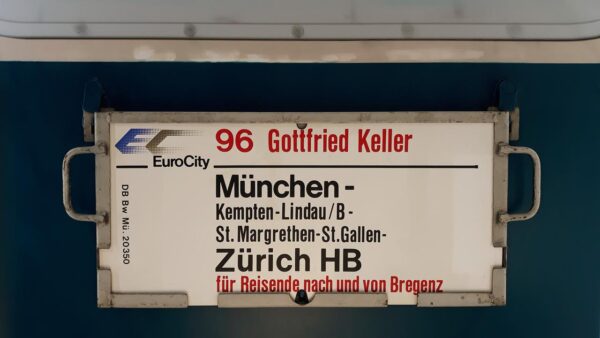 96 Gottfried Keller
EuroCity
München -
Kempten-Lindau/B -
St. Margrethen-St. Gallen-
Zürich HB
für Reisende nach und von Bregenz
DB Bw Mü. 20350